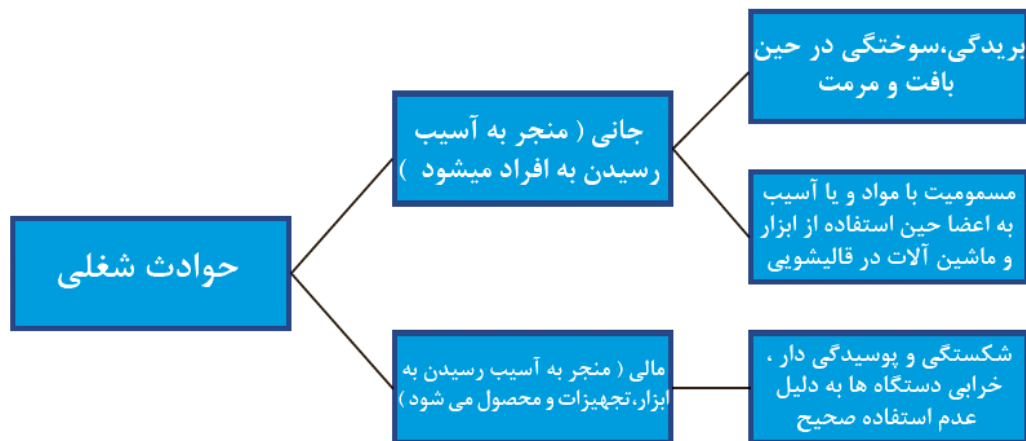 حوادث شغلی
جانی ( منجر به آسیب
رسیدن به افراد میشود )
بریدگی،سوختگی در حین
بافت و مرمت
مسمومیت با مواد و یا آسیب
به اعضا حین استفاده از ابزار
و ماشین آلات در قالیشویی
مالی ( منجر به آسیب رسیدن به
ابزار،تجهیزات و محصول می شود)
شکستگی و پوسیدگی دار ،
خرابی دستگاه ها به دلیل
عدم استفاده صحیح